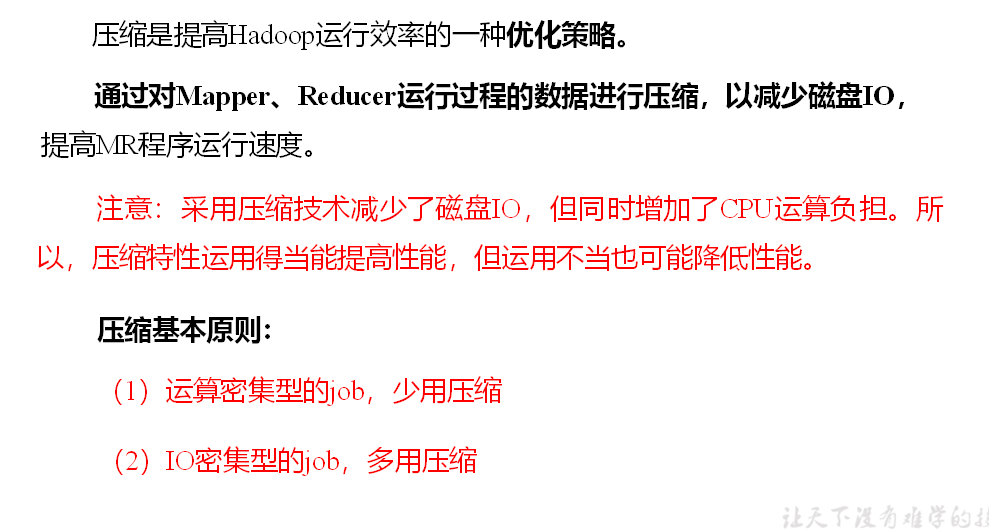 压缩是提高Hadoop运行效率的一种优化策略。
通过对Mapper、Reducer运行过程的数据进行压缩，以减少磁盘IO，
提高MR程序运行速度。
注意：采用压缩技术减少了磁盘IO，但同时增加了CPU运算负担。所
以，压缩特性运用得当能提高性能，但运用不当也可能降低性能。
压缩基本原则：
（1）运算密集型的job，少用压缩
（2）IO密集型的job，多用压缩
让天下没有难学的技